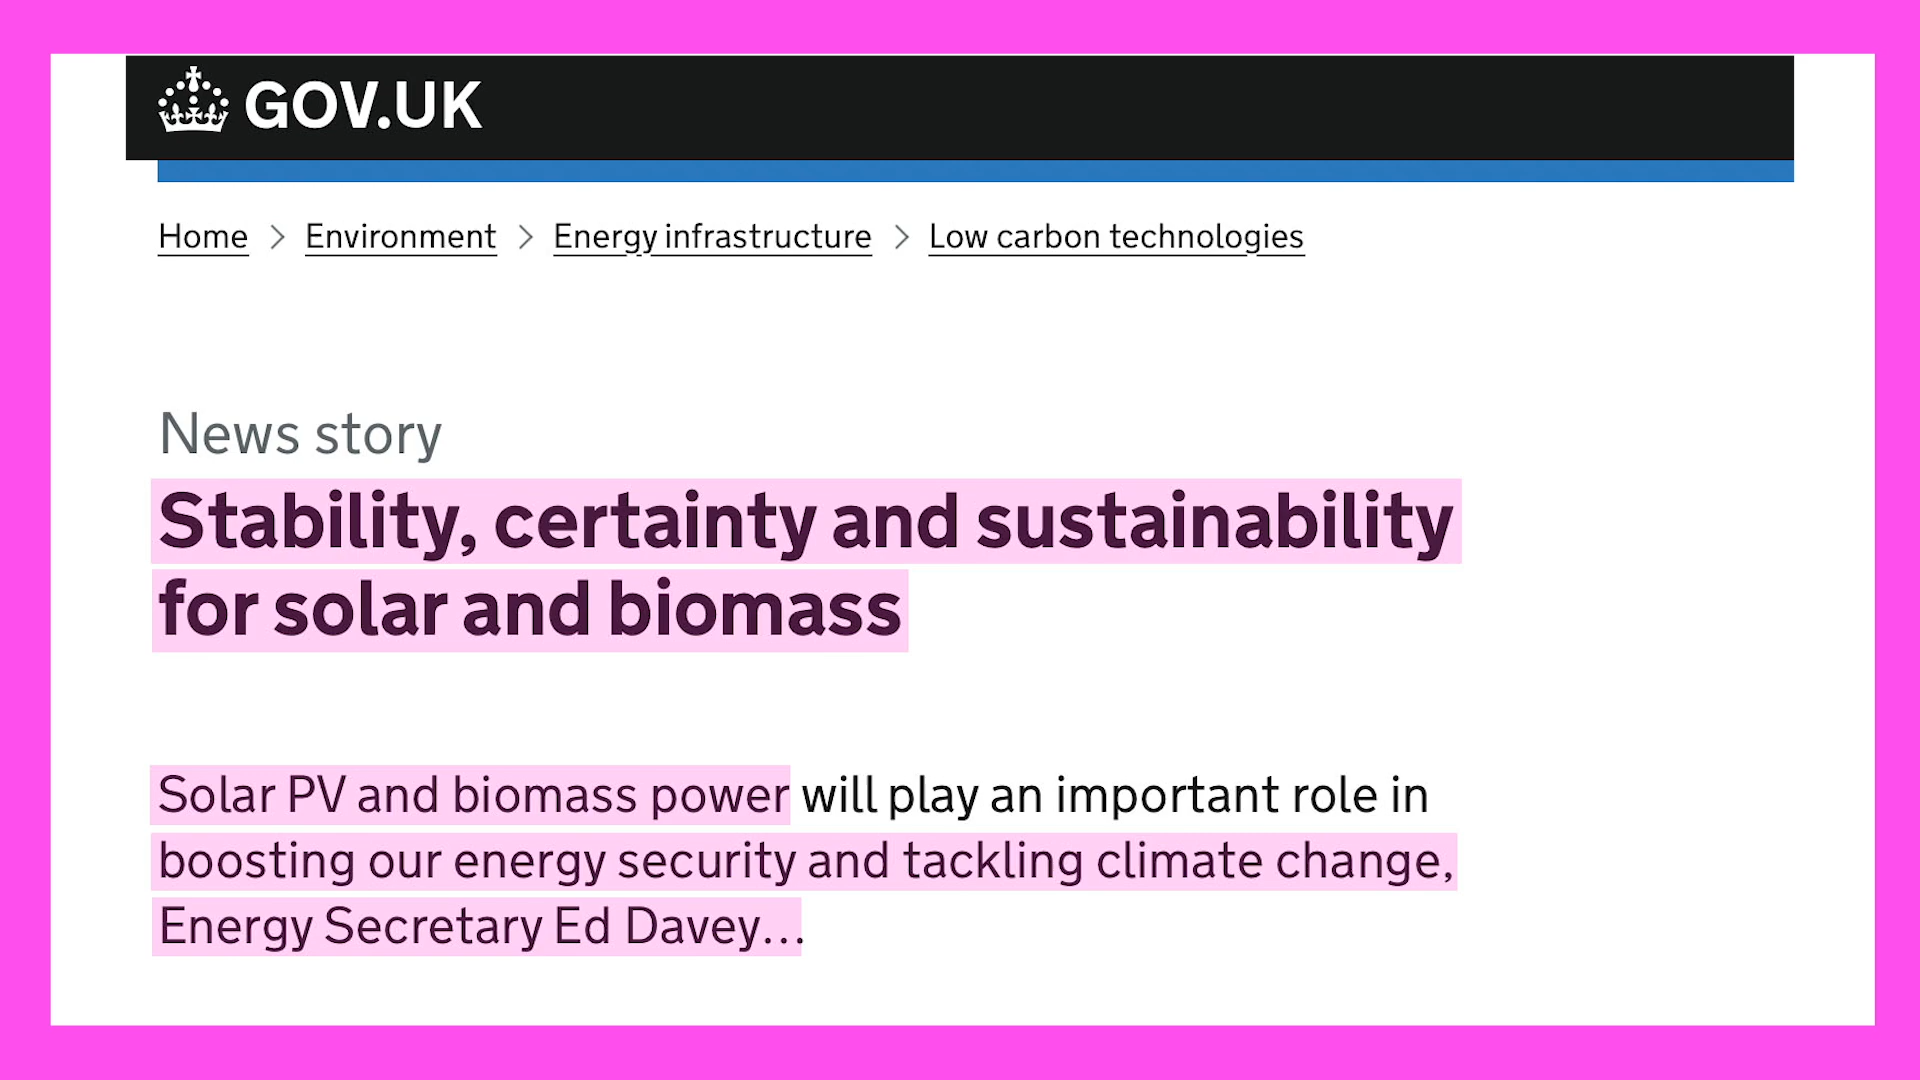 GOV.UK
Home > Environment > Energy infrastructure > Low carbon technologies
News story
Stability, certainty and sustainability
for solar and biomass
Solar PV and biomass power will play an important role in
boosting our energy security and tackling climate change,
Energy Secretary Ed Davey...